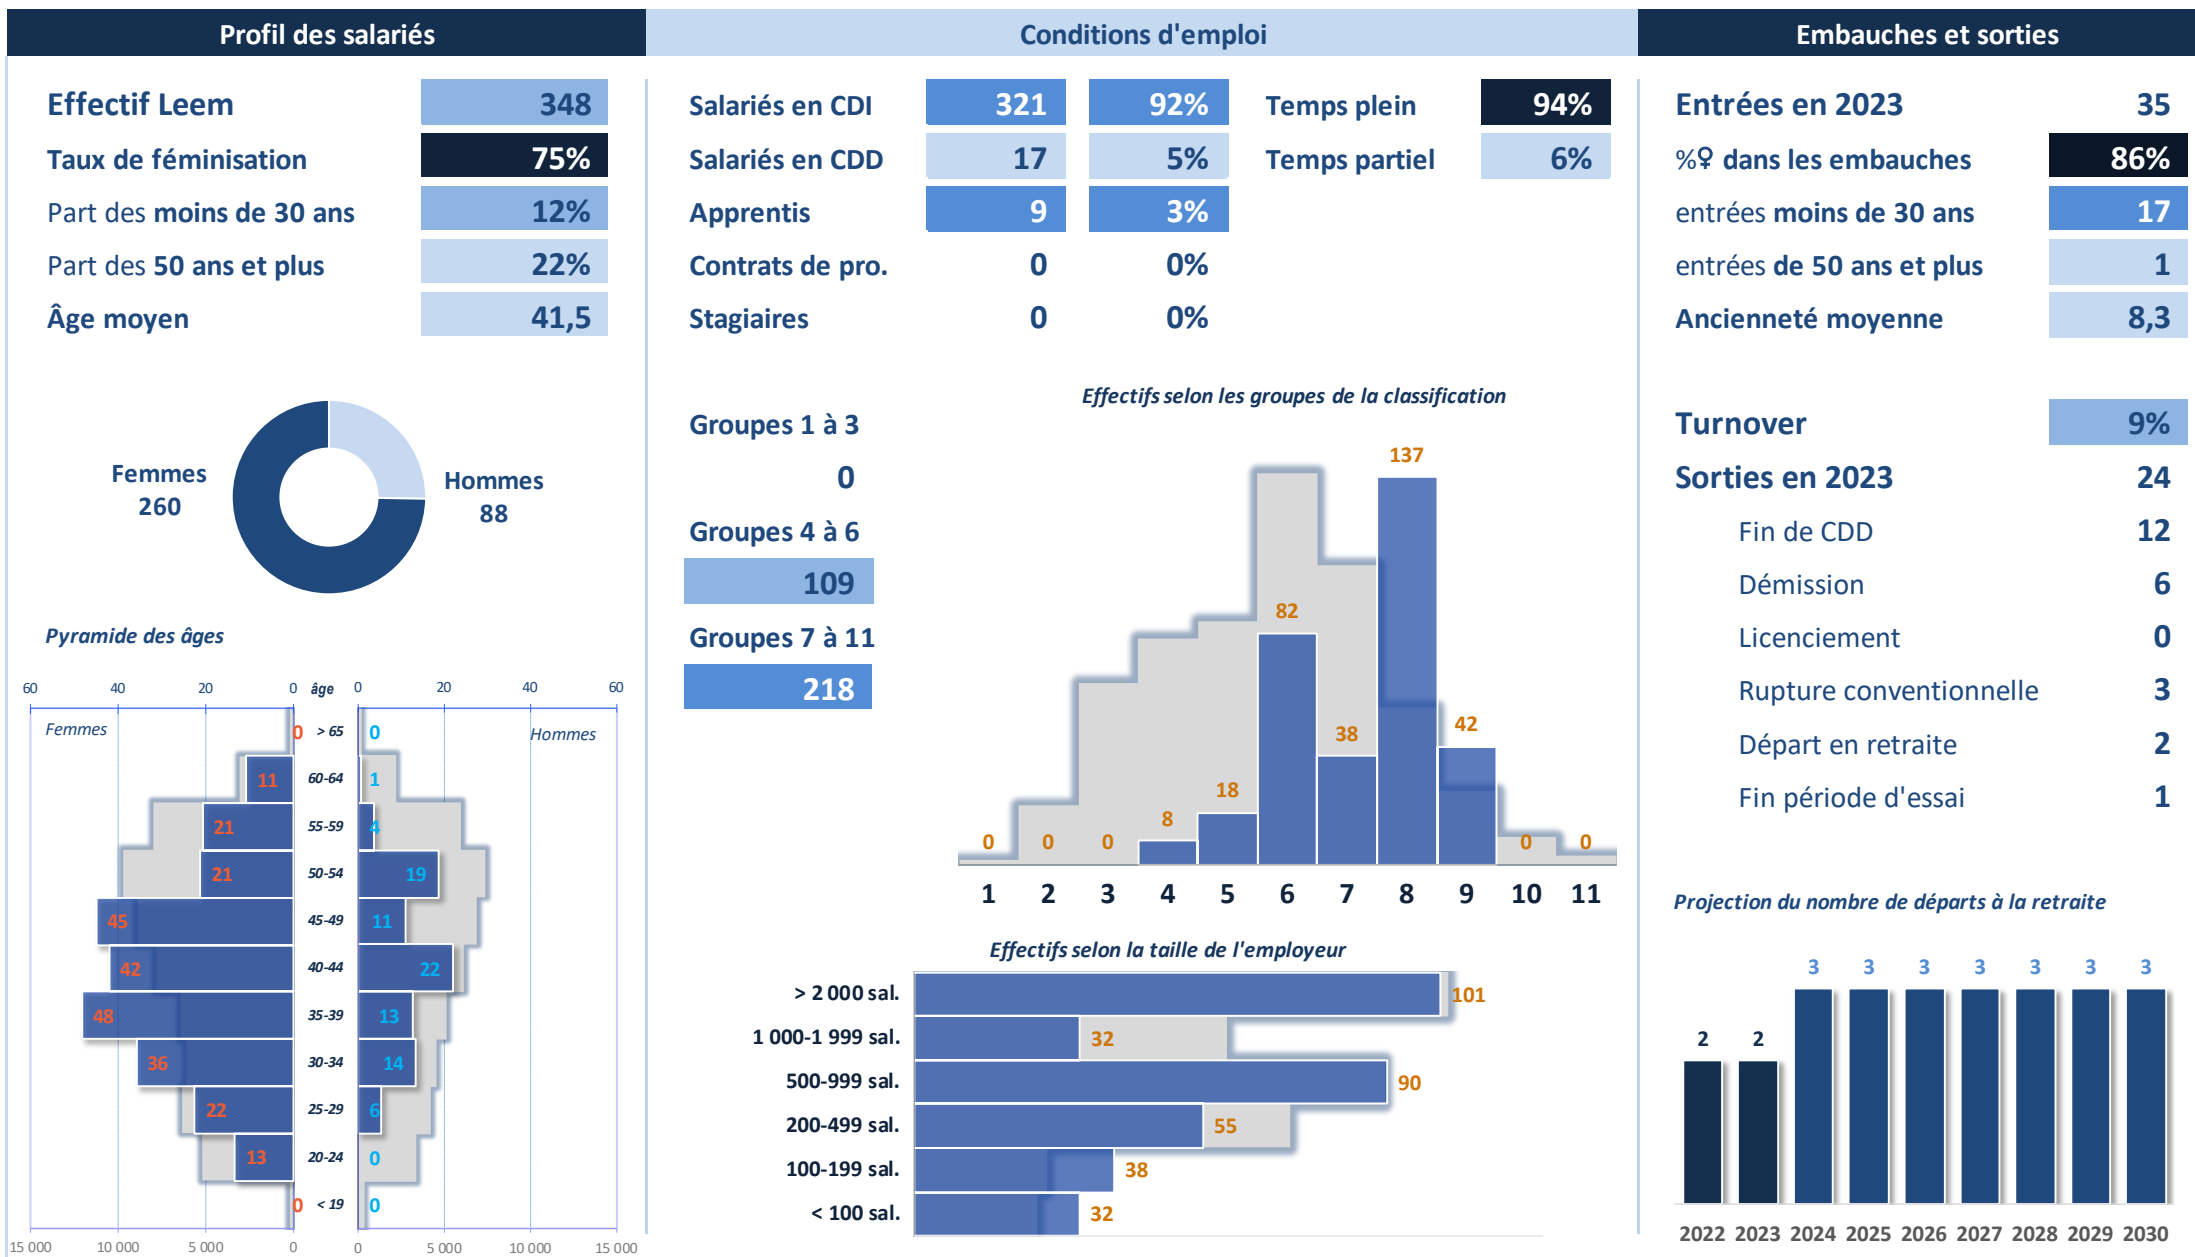 Profil des salariés
Effectif Leem 348
Taux de féminisation 75%
Part des moins de 30 ans 12%
Part des 50 ans et plus 22%
Âge moyen 41,5
Femmes
260
Hommes
88
Pyramide des âges
60 40 20 0 âge 0 20 40 60
Femmes Hommes
0 > 65 0
11 60-64 1
21 55-59 4
21 50-54 19
45 45-49 11
42 40-44 22
48 35-39 13
36 30-34 14
22 25-29 6
13 20-24 0
0 < 19 0
15 000 10 000 5 000 0 0 5 000 10 000 15 000
Conditions d'emploi
Salariés en CDI 321 92% Temps plein 94%
Salariés en CDD 17 5% Temps partiel 6%
Apprentis 9 3%
Contrats de pro. 0 0%
Stagiaires 0 0%
Groupes 1 à 3
0
Groupes 4 à 6
109
Groupes 7 à 11
218
Effectifs selon les groupes de la classification
0 0 0 8 18 82 38 137 42 0 0
1 2 3 4 5 6 7 8 9 10 11
Effectifs selon la taille de l'employeur
> 2 000 sal. 101
1 000-1 999 sal. 32
500-999 sal. 90
200-499 sal. 55
100-199 sal. 38
< 100 sal. 32
Embauches et sorties
Entrées en 2023 35
%♀ dans les embauches 86%
entrées moins de 30 ans 17
entrées de 50 ans et plus 1
Ancienneté moyenne 8,3
Turnover 9%
Sorties en 2023 24
Fin de CDD 12
Démission 6
Licenciement 0
Rupture conventionnelle 3
Départ en retraite 2
Fin période d'essai 1
Projection du nombre de départs à la retraite
2 2 3 3 3 3 3 3 3
2022 2023 2024 2025 2026 2027 2028 2029 2030